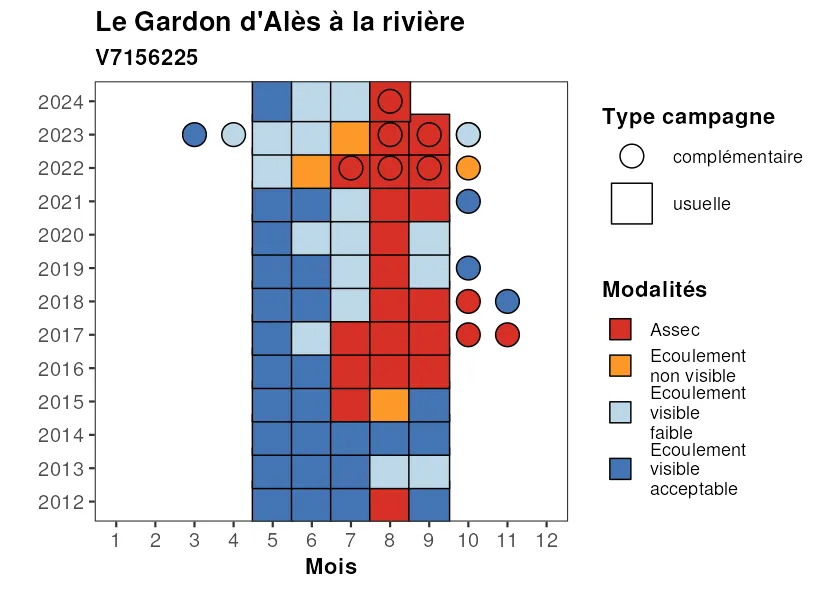 Le Gardon d'Alès à la rivière
V7156225
2024
2023
2022
2021
2020
2019
2018
2017
2016
2015
2014
2013
2012
1 2 3 4 5 6 7 8 9 10 11 12
Mois
Type campagne
complémentaire
usuelle
Modalités
Assec
Ecoulement
non visible
Ecoulement
visible
faible
Ecoulement
visible
acceptable